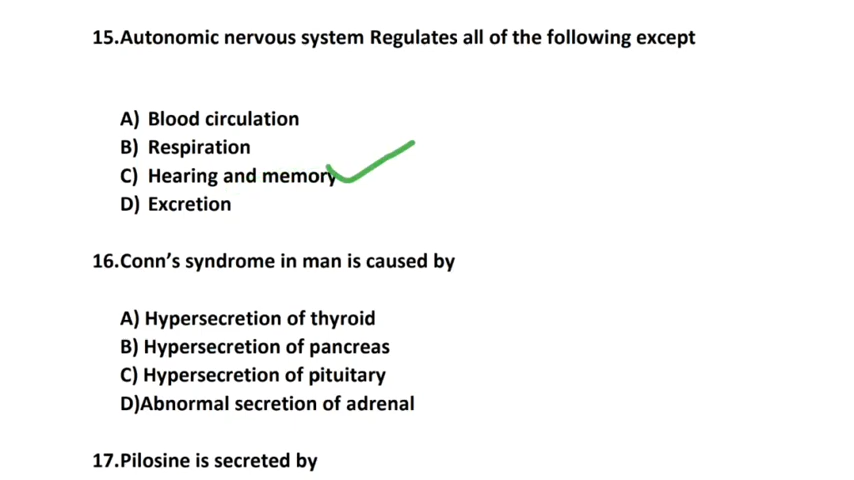 15.Autonomic nervous system Regulates all of the following except
A) Blood circulation
B) Respiration
C) Hearing and memory
D) Excretion
16.Conn’s syndrome in man is caused by
A) Hypersecretion of thyroid
B) Hypersecretion of pancreas
C) Hypersecretion of pituitary
D)Abnormal secretion of adrenal
17.Pilosine is secreted by